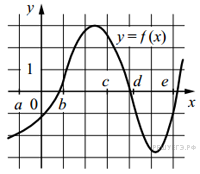 y
y = f(x)
1
a 0 b c d e x